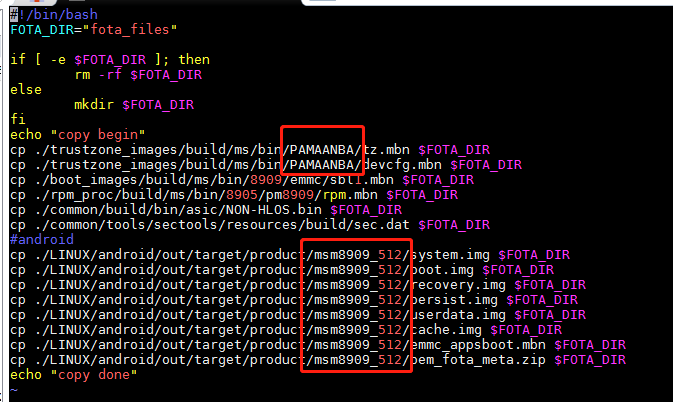 #!/bin/bash
FOTA_DIR="fota_files"
if [ -e $FOTA_DIR ]; then
rm -rf $FOTA_DIR
else
mkdir $FOTA_DIR
fi
echo "copy begin"
cp ./trustzone_images/build/ms/bin/PAMAANBA/tz.mbn $FOTA_DIR
cp ./trustzone_images/build/ms/bin/PAMAANBA/devcfg.mbn $FOTA_DIR
cp ./boot_images/build/ms/bin/8909/emmc/sbl1.mbn $FOTA_DIR
cp ./rpm_proc/build/ms/bin/8905/pm8909/rpm.mbn $FOTA_DIR
cp ./common/build/bin/asic/NON-HLOS.bin $FOTA_DIR
cp ./common/tools/sectools/resources/build/sec.dat $FOTA_DIR
#android
cp ./LINUX/android/out/target/product/msm8909_512/system.img $FOTA_DIR
cp ./LINUX/android/out/target/product/msm8909_512/boot.img $FOTA_DIR
cp ./LINUX/android/out/target/product/msm8909_512/recovery.img $FOTA_DIR
cp ./LINUX/android/out/target/product/msm8909_512/persist.img $FOTA_DIR
cp ./LINUX/android/out/target/product/msm8909_512/userdata.img $FOTA_DIR
cp ./LINUX/android/out/target/product/msm8909_512/cache.img $FOTA_DIR
cp ./LINUX/android/out/target/product/msm8909_512/emmc_appsboot.mbn $FOTA_DIR
cp ./LINUX/android/out/target/product/msm8909_512/oem_fota_meta.zip $FOTA_DIR
echo "copy done"
~